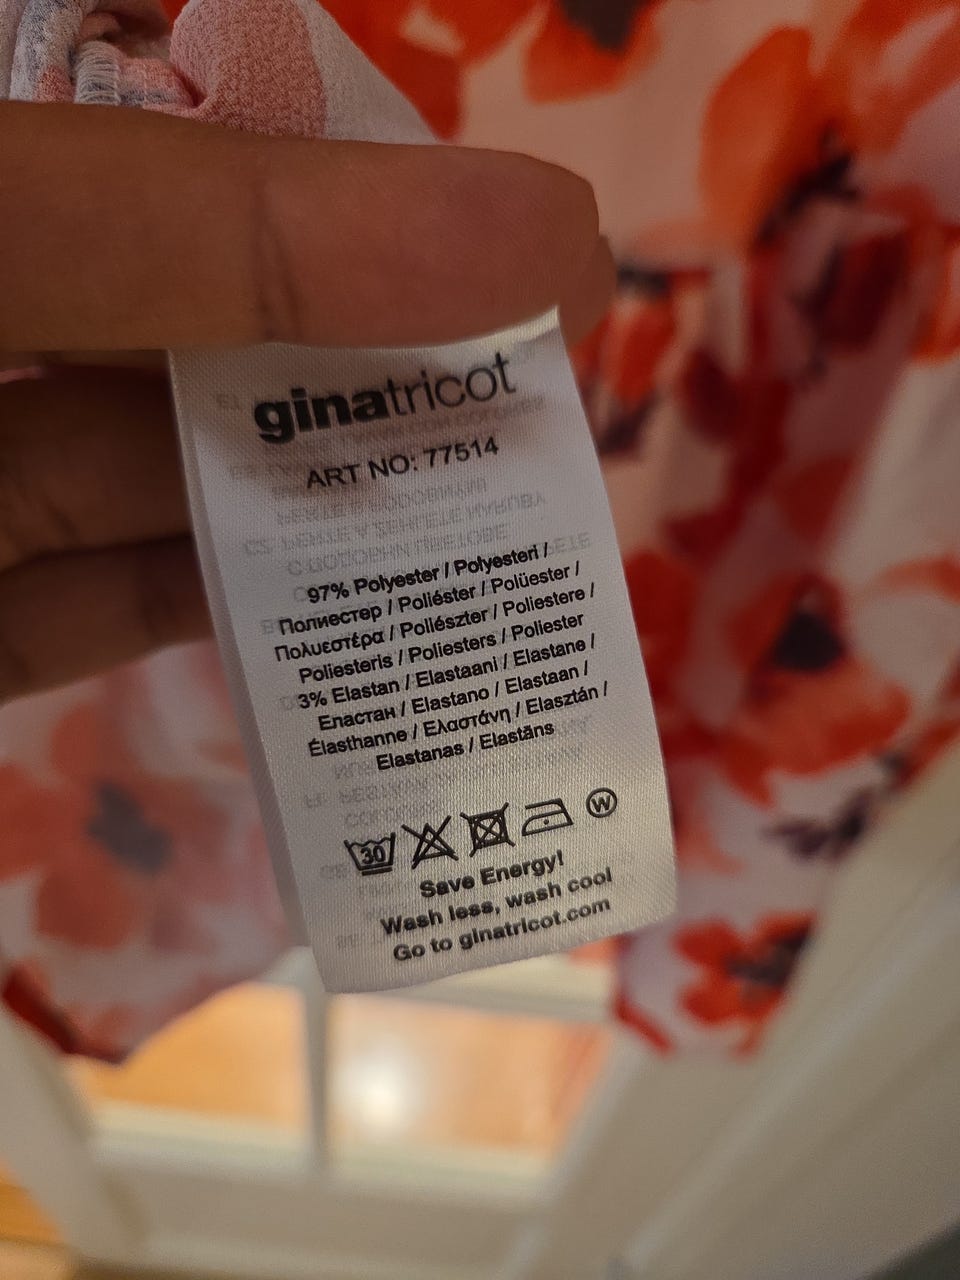 ginatricot
ART NO: 77514
97% Polyester / Polyesteri /
Полиестер / Poliéster / Polüester /
Πολυεστέρα / Poliészter / Poliestere /
Poliesteris / Poliesters / Poliester
3% Elastan / Elastaani / Elastane /
Еластан / Elastano / Elastaan /
Élasthanne / Ελαστάνη / Elasztán /
Elastanas / Elastāns
30
W
Save Energy!
Wash less, wash cool
Go to ginatricot.com